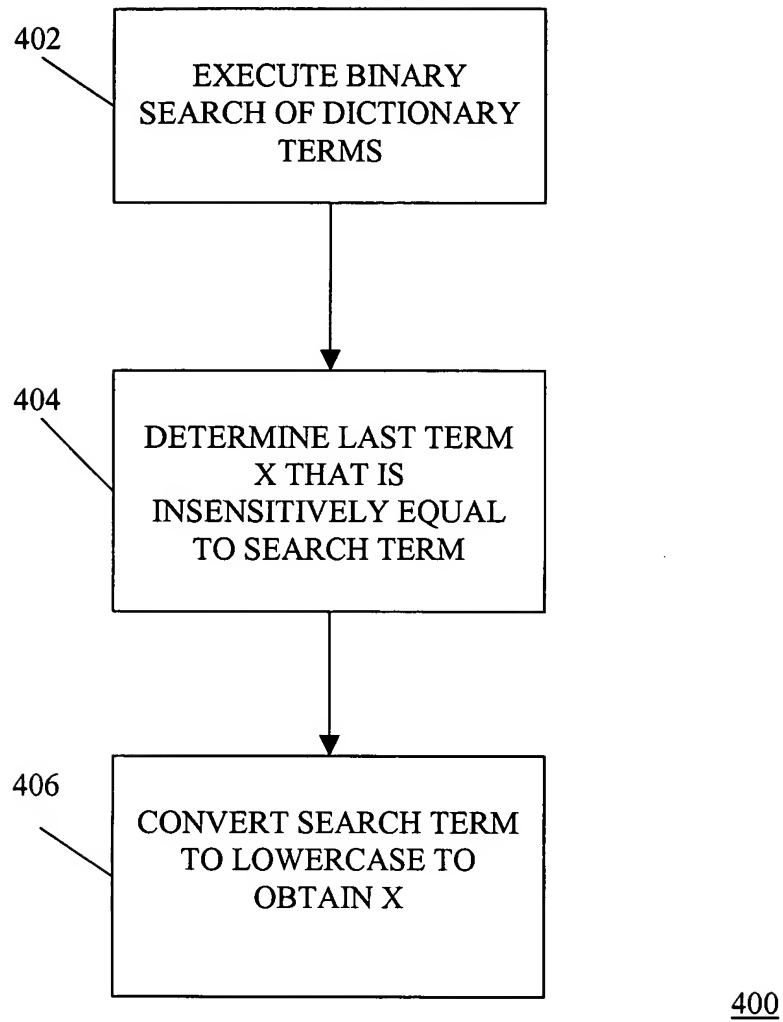 402
EXECUTE BINARY
SEARCH OF DICTIONARY
TERMS
404
DETERMINE LAST TERM
X THAT IS
INSENSITIVELY EQUAL
TO SEARCH TERM
406
CONVERT SEARCH TERM
TO LOWERCASE TO
OBTAIN X
400